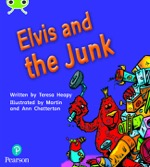 Elvis and
the Junk
Written by Teresa Heapy
Illustrated by Martin
and Ann Chatterton
Pearson